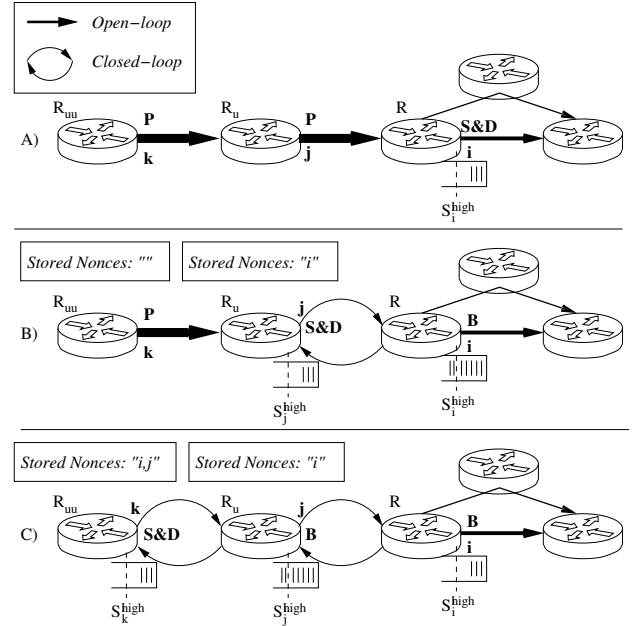 Open-loop
Closed-loop
A)
R_uu P R_u P R S&D
k j i
S_i^high
Stored Nonces: "" Stored Nonces: "i"
B)
R_uu P R_u j R B
k S&D i
S_j^high S_i^high
Stored Nonces: "i,j" Stored Nonces: "i"
C)
R_uu k R_u j R B
S&D B i
S_k^high S_j^high S_i^high